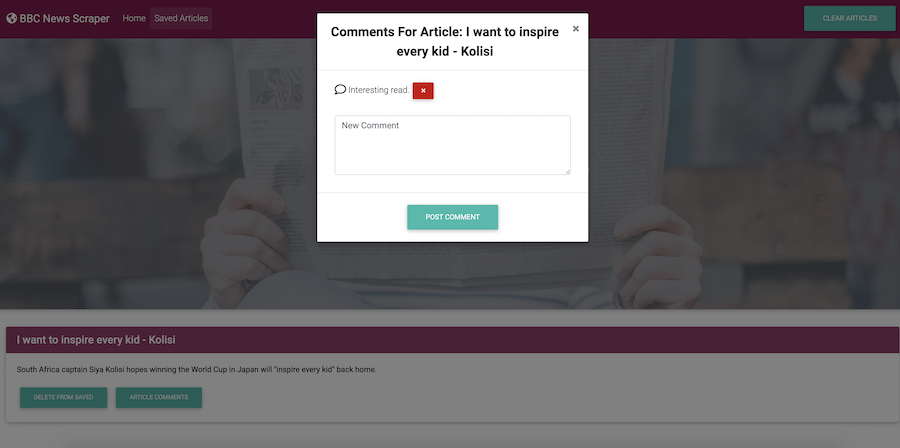 BBC News Scraper
Home
Saved Articles
CLEAR ARTICLES
Comments For Article: I want to inspire
every kid - Kolisi
×
Interesting read.
×
New Comment
POST COMMENT
I want to inspire every kid - Kolisi
South Africa captain Siya Kolisi hopes winning the World Cup in Japan will "inspire every kid" back home.
DELETE FROM SAVED
ARTICLE COMMENTS